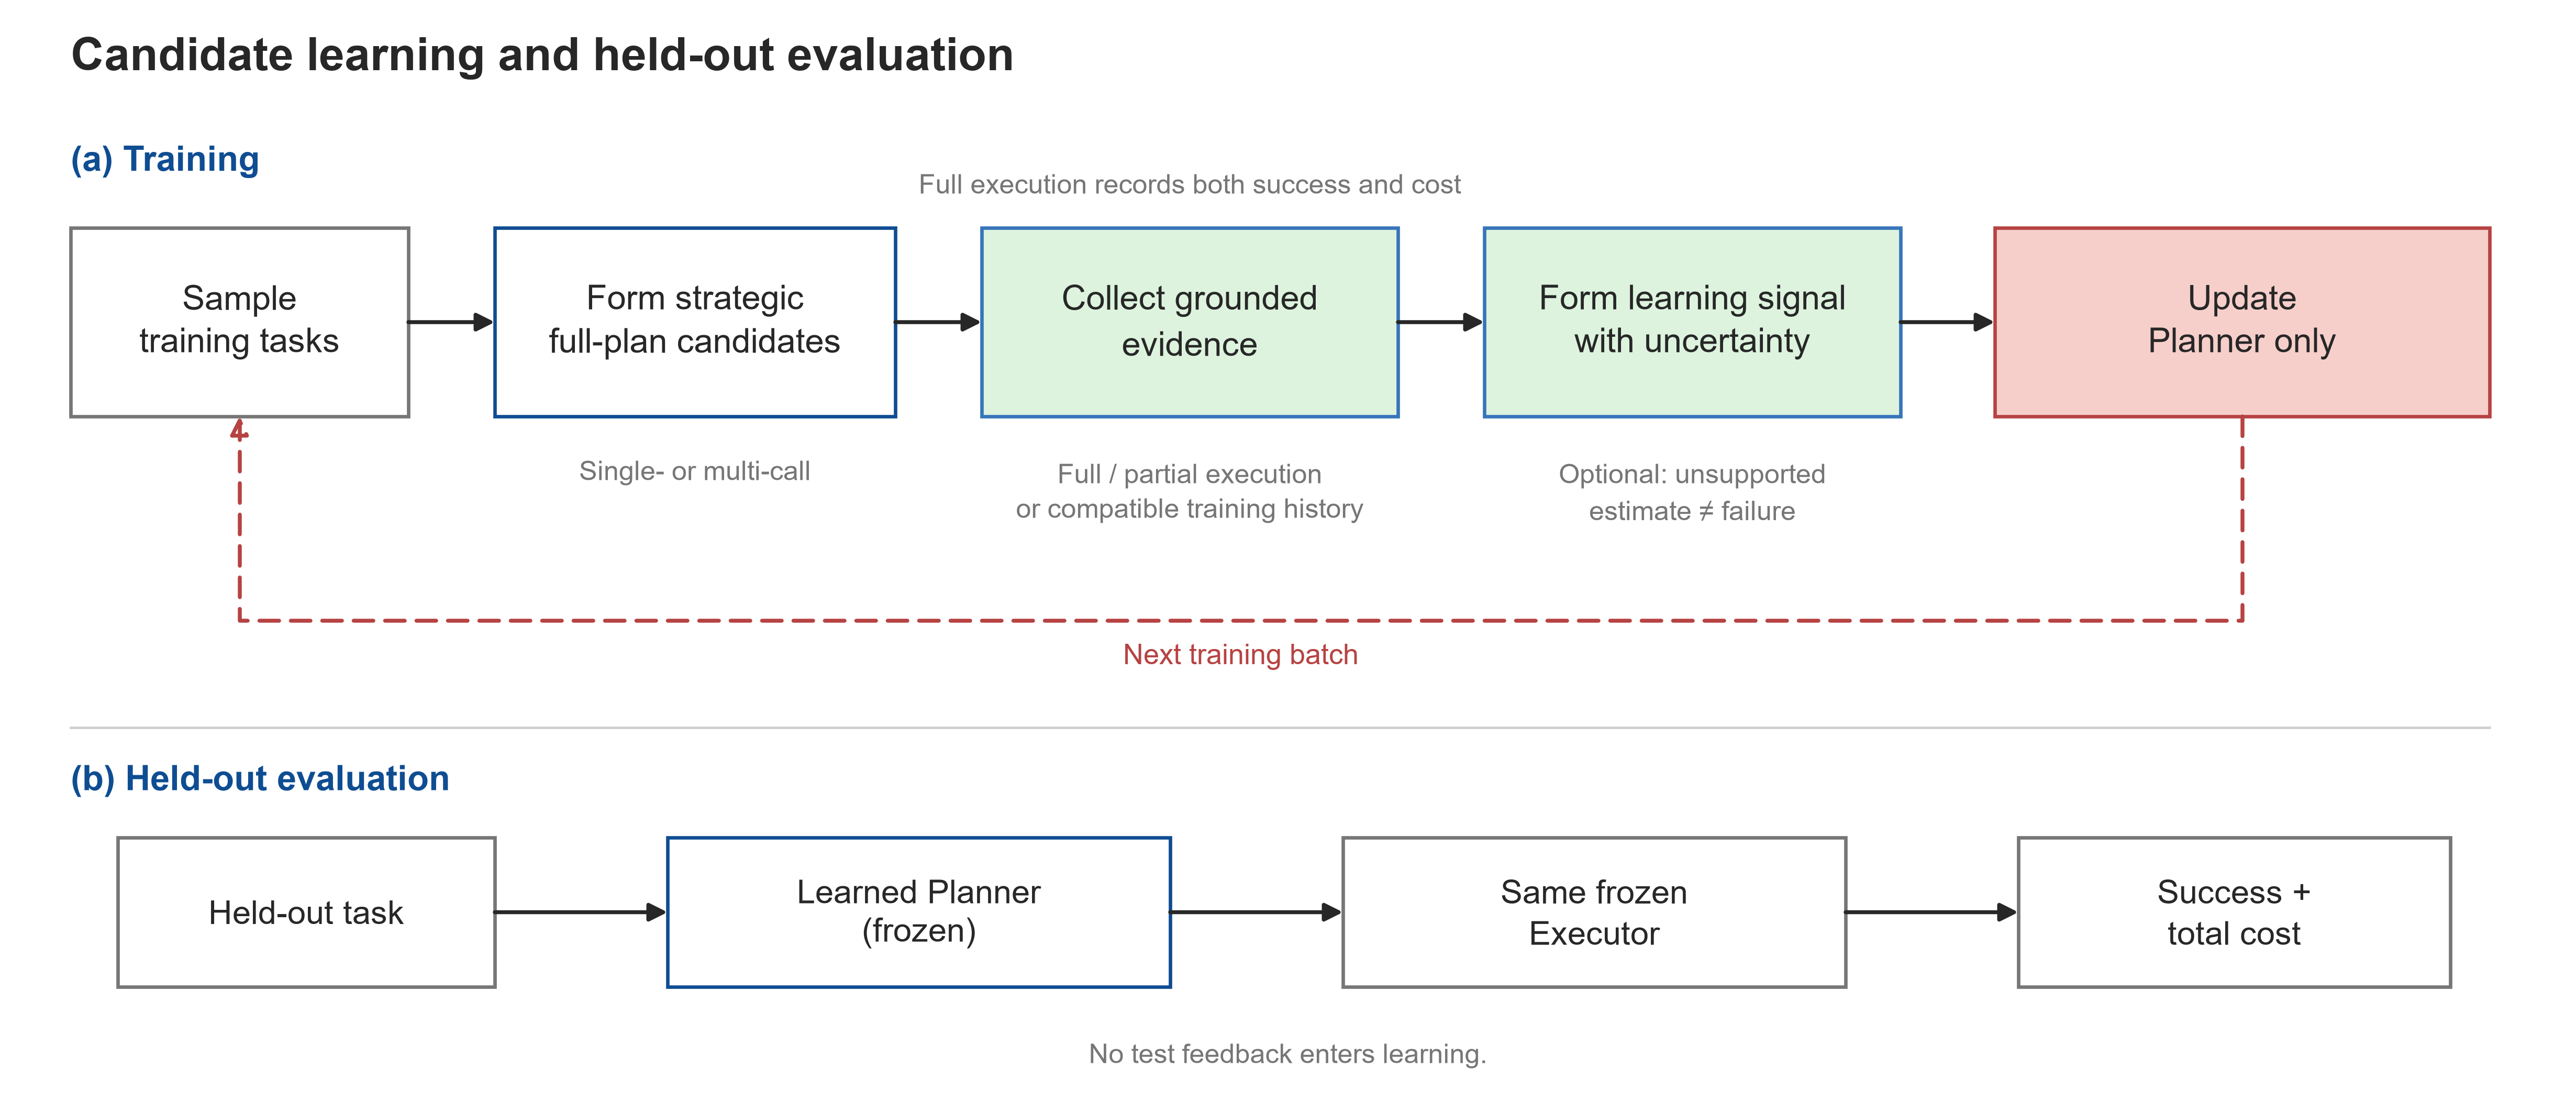 Candidate learning and held-out evaluation
(a) Training
Full execution records both success and cost
Sample
training tasks
Form strategic
full-plan candidates
Collect grounded
evidence
Form learning signal
with uncertainty
Update
Planner only
Single- or multi-call
Full / partial execution
or compatible training history
Optional: unsupported
estimate ≠ failure
Next training batch
(b) Held-out evaluation
Held-out task
Learned Planner
(frozen)
Same frozen
Executor
Success +
total cost
No test feedback enters learning.